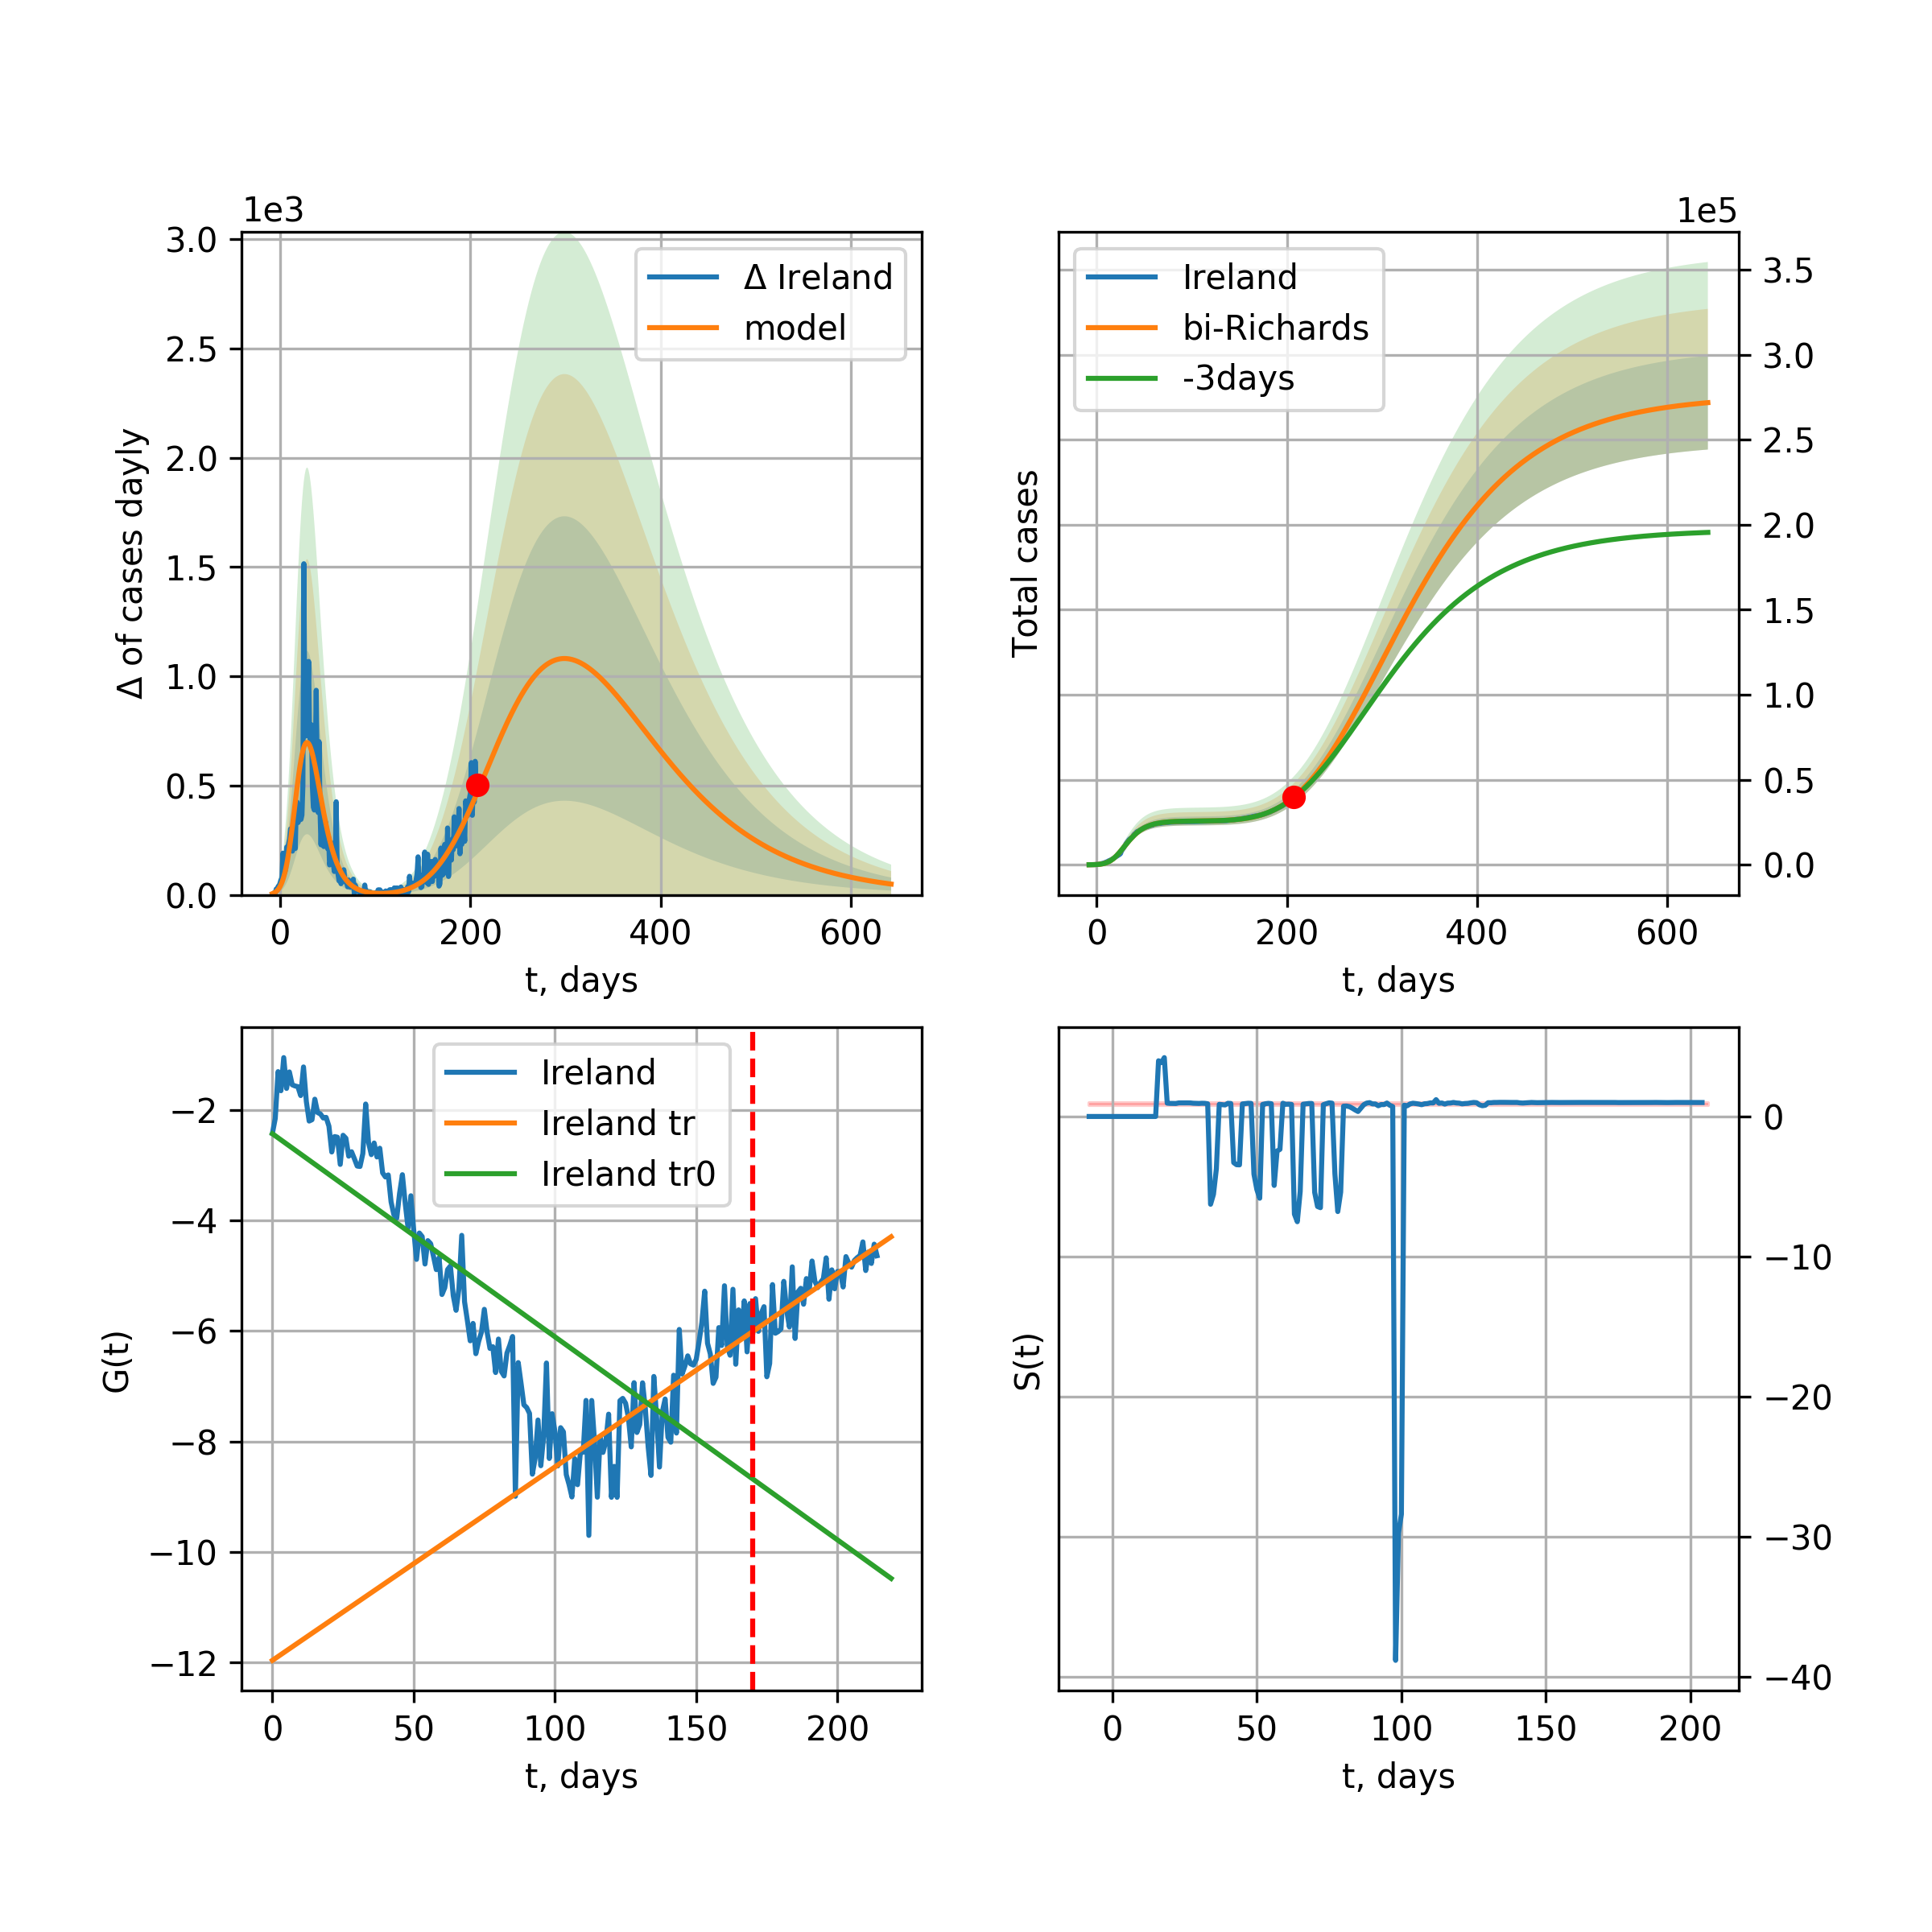 1e3
3.0
2.5
2.0
1.5
1.0
0.5
0.0
Δ of cases dayly
Δ Ireland
model
0 200 400 600
t, days
1e5
Ireland
bi-Richards
-3days
Total cases
3.5
3.0
2.5
2.0
1.5
1.0
0.5
0.0
0 200 400 600
t, days
G(t)
−2
−4
−6
−8
−10
−12
Ireland
Ireland tr
Ireland tr0
0 50 100 150 200
t, days
S(t)
0
−10
−20
−30
−40
0 50 100 150 200
t, days